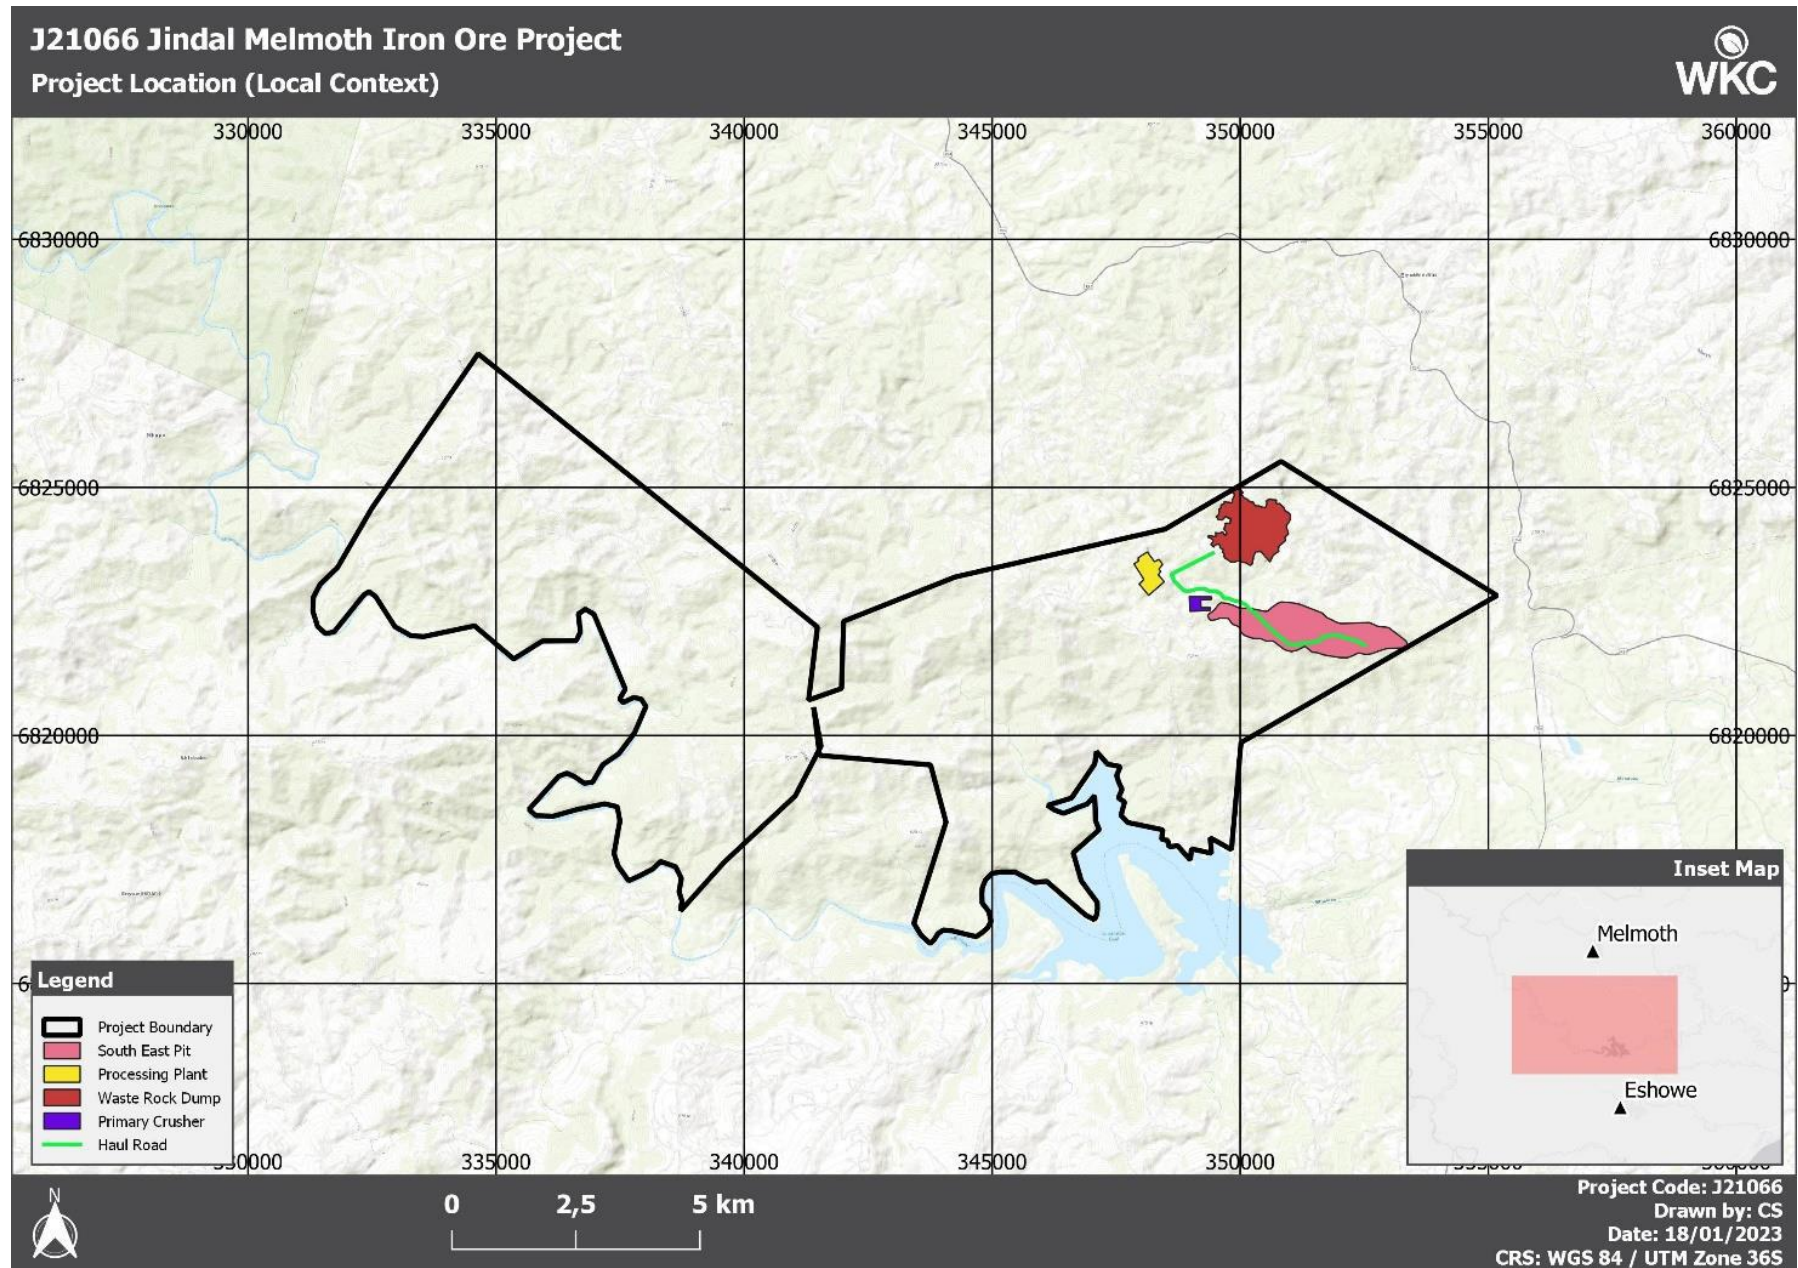 J21066 Jindal Melmoth Iron Ore Project
Project Location (Local Context)
WKC
330000 335000 340000 345000 350000 355000 360000
6830000 6830000
6825000 6825000
6820000 6820000
Inset Map
Melmoth
Eshowe
Legend
Project Boundary
South East Pit
Processing Plant
Waste Rock Dump
Primary Crusher
Haul Road
335000 340000 345000 350000
N
0 2,5 5 km
Project Code: J21066
Drawn by: CS
Date: 18/01/2023
CRS: WGS 84 / UTM Zone 36S